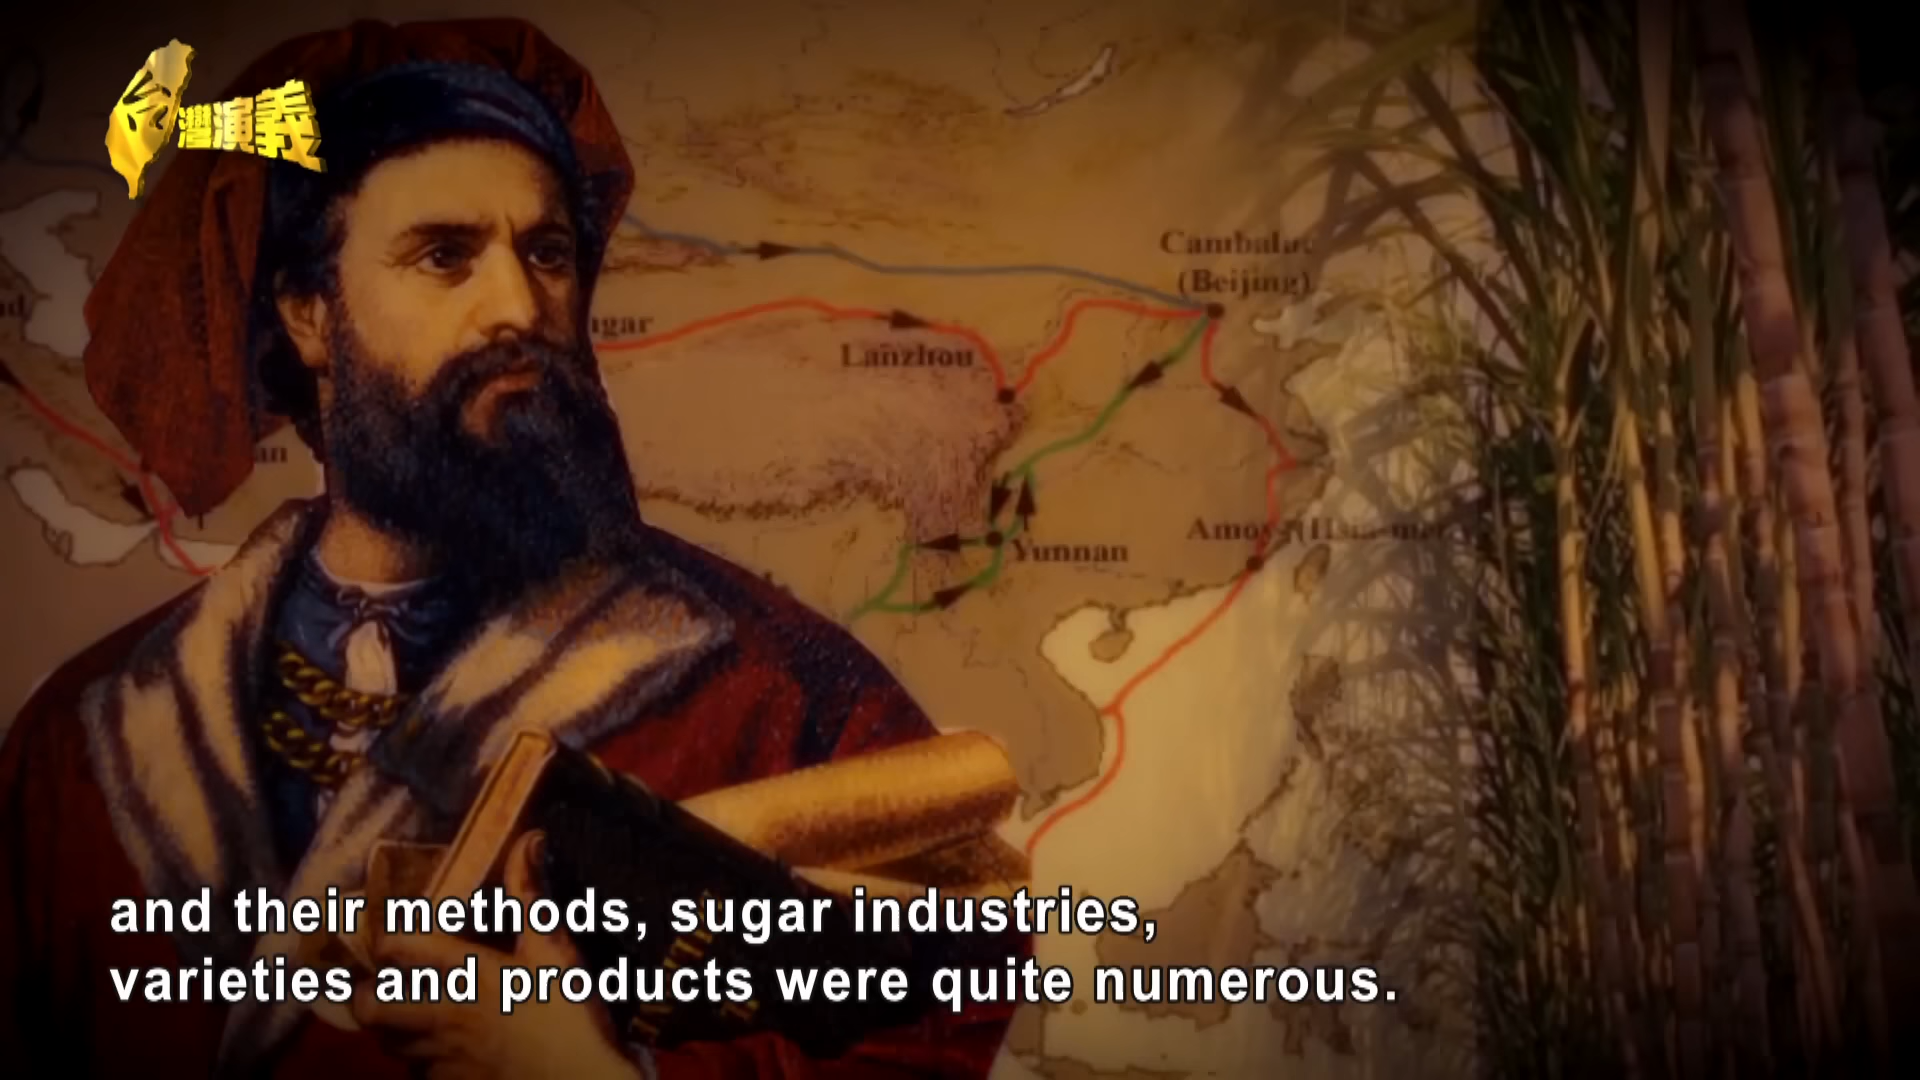 台灣演義
Cambaluc
(Beijing)
Lanzhou
Yunnan
and their methods, sugar industries,
varieties and products were quite numerous.